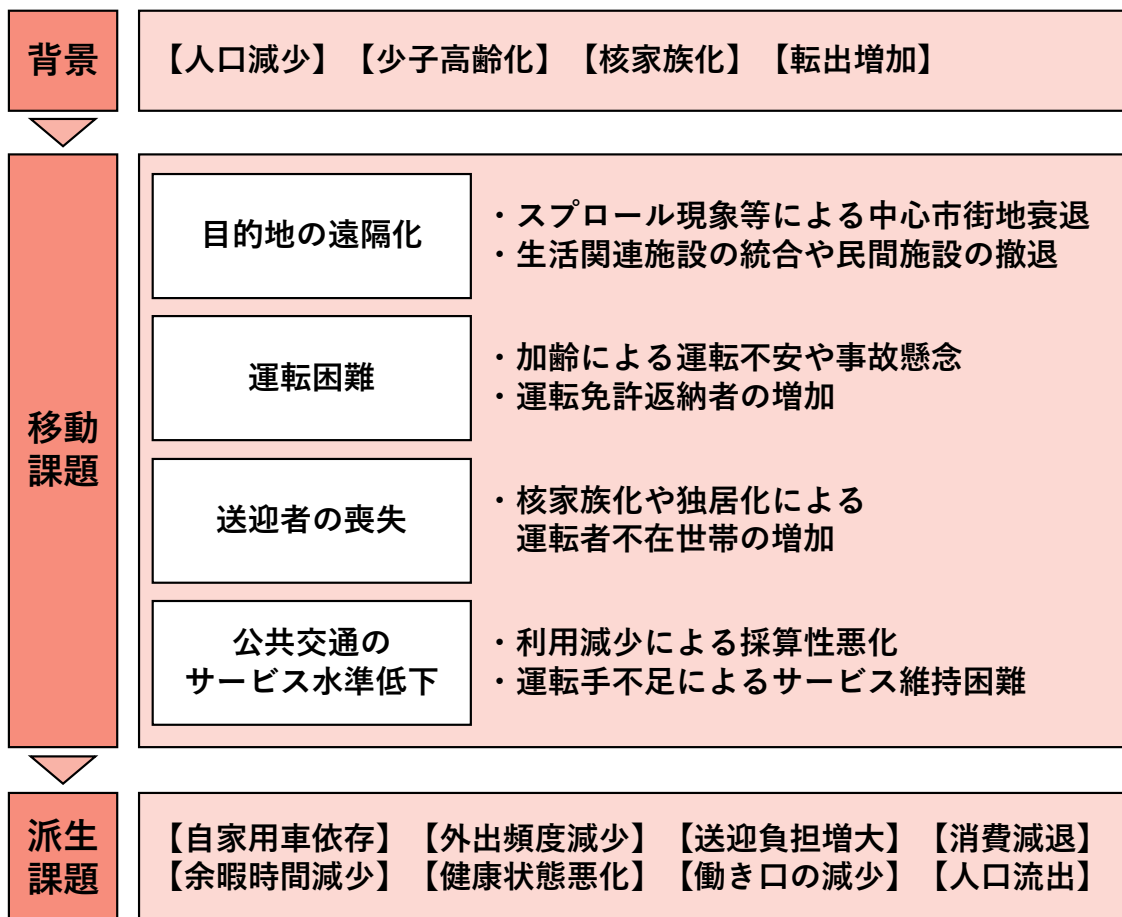 背景
【人口減少】【少子高齢化】【核家族化】【転出増加】
移動
課題
目的地の遠隔化
・スプロール現象等による中心市街地衰退
・生活関連施設の統合や民間施設の撤退
運転困難
・加齢による運転不安や事故懸念
・運転免許返納者の増加
送迎者の喪失
・核家族化や独居化による
運転者不在世帯の増加
公共交通の
サービス水準低下
・利用減少による採算性悪化
・運転手不足によるサービス維持困難
派生
課題
【自家用車依存】【外出頻度減少】【送迎負担増大】【消費減退】
【余暇時間減少】【健康状態悪化】【働き口の減少】【人口流出】